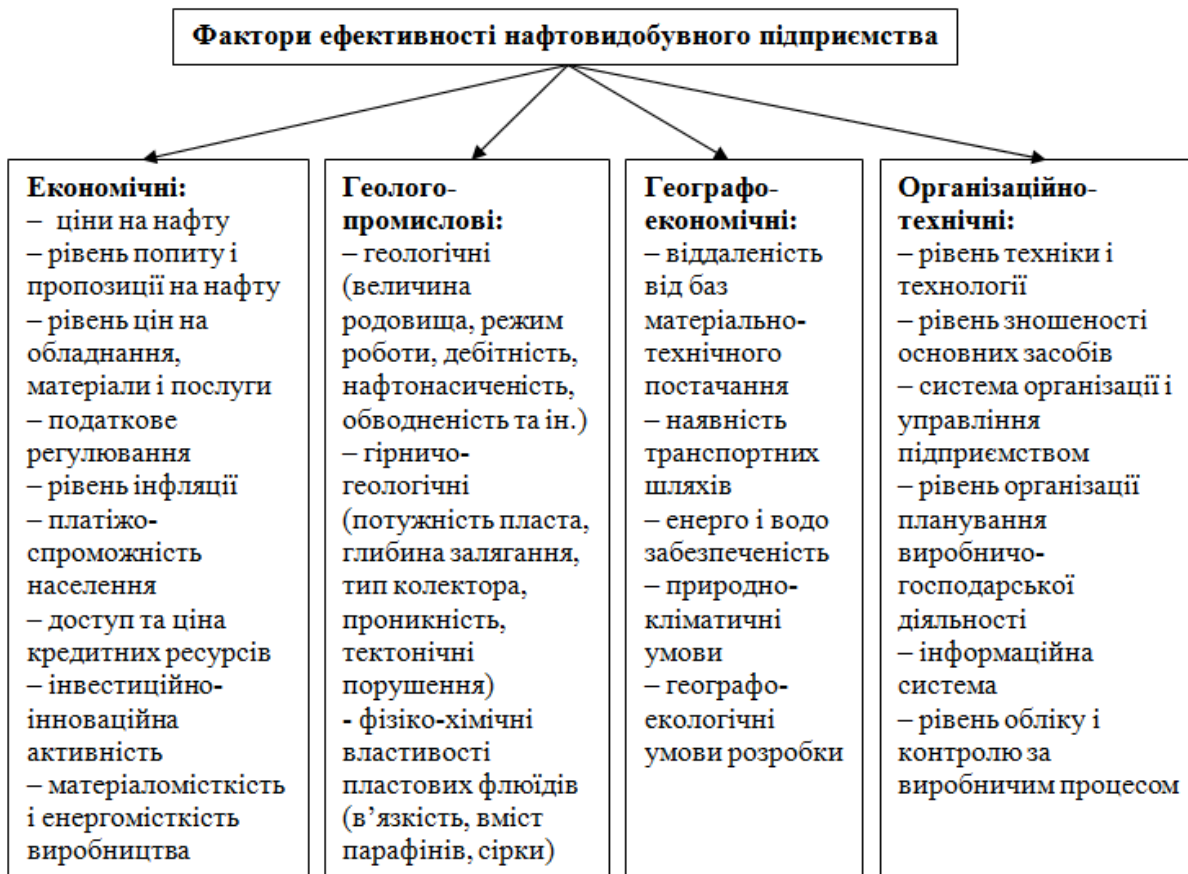 Фактори ефективності нафтовидобувного підприємства
Економічні:
– ціни на нафту
– рівень попиту і
пропозиції на нафту
– рівень цін на
обладнання,
матеріали і послуги
– податкове
регулювання
– рівень інфляції
– платіжо-
спроможність
населення
– доступ та ціна
кредитних ресурсів
– інвестиційно-
інноваційна
активність
– матеріаломісткість
і енергомісткість
виробництва
Геолого-
промислові:
– геологічні
(величина
родовища, режим
роботи, дебітність,
нафтонасиченість,
обводненість та ін.)
– гірничо-
геологічні
(потужність пласта,
глибина залягання,
тип колектора,
проникність,
тектонічні
порушення)
- фізико-хімічні
властивості
пластових флюїдів
(в’язкість, вміст
парафінів, сірки)
Географо-
економічні:
– віддаленість
від баз
матеріально-
технічного
постачання
– наявність
транспортних
шляхів
– енерго і водо
забезпеченість
– природно-
кліматичні
умови
– географо-
екологічні
умови розробки
Організаційно-
технічні:
– рівень техніки і
технології
– рівень зношеності
основних засобів
– система організації і
управління
підприємством
– рівень організації
планування
виробничо-
господарської
діяльності
– інформаційна
система
– рівень обліку і
контролю за
виробничим процесом